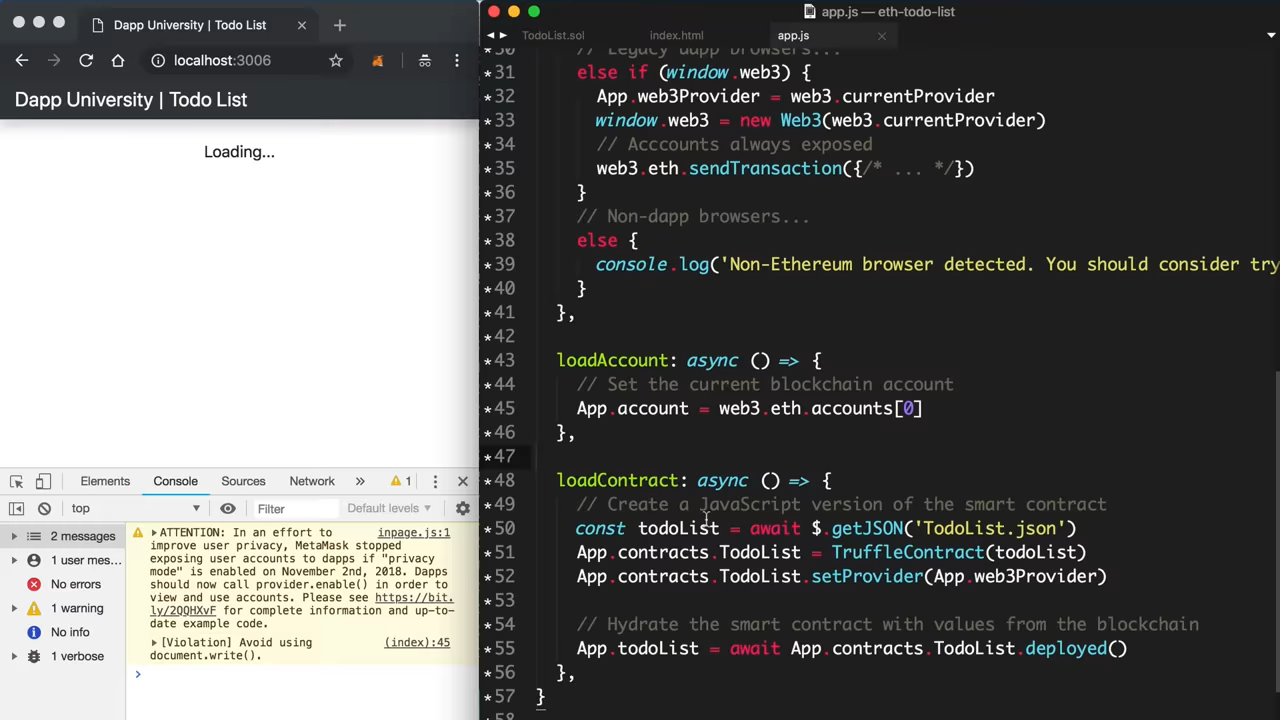 Dapp University | Todo List
localhost:3006
Dapp University | Todo List
Loading...
Elements
Console
Sources
Network
1
top
Filter
Default levels
2 messages
1 user mes...
No errors
1 warning
No info
1 verbose
ATTENTION: In an effort to
inpage.js:1
improve user privacy, MetaMask stopped
exposing user accounts to dapps if "privacy
mode" is enabled on November 2nd, 2018. Dapps
should now call provider.enable() in order to
view and use accounts. Please see https://bit.
ly/2QQHXvF for complete information and up-to-
date example code.
[Violation] Avoid using
(index):45
document.write().
app.js — eth-todo-list
TodoList.sol
index.html
app.js
30 // Legacy dapp browsers...
31 else if (window.web3) {
32 App.web3Provider = web3.currentProvider
33 window.web3 = new Web3(web3.currentProvider)
34 // Acccounts always exposed
35 web3.eth.sendTransaction({/* ... */})
36 }
37 // Non-dapp browsers...
38 else {
39 console.log('Non-Ethereum browser detected. You should consider try
40 }
41 },
42
43 loadAccount: async () => {
44 // Set the current blockchain account
45 App.account = web3.eth.accounts[0]
46 },
47
48 loadContract: async () => {
49 // Create a JavaScript version of the smart contract
50 const todoList = await $.getJSON('TodoList.json')
51 App.contracts.TodoList = TruffleContract(todoList)
52 App.contracts.TodoList.setProvider(App.web3Provider)
53
54 // Hydrate the smart contract with values from the blockchain
55 App.todoList = await App.contracts.TodoList.deployed()
56 },
57 }
58